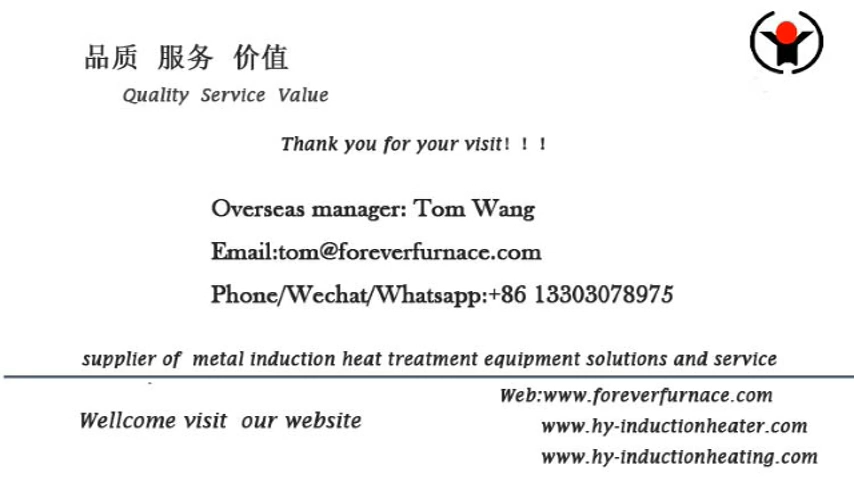 品质 服务 价值
Quality Service Value
Thank you for your visit！！！
Overseas manager: Tom Wang
Email:tom@foreverfurnace.com
Phone/Wechat/Whatsapp:+86 13303078975
supplier of metal induction heat treatment equipment solutions and service
Web:www.foreverfurnace.com
Wellcome visit our website
www.hy-inductionheater.com
www.hy-inductionheating.com